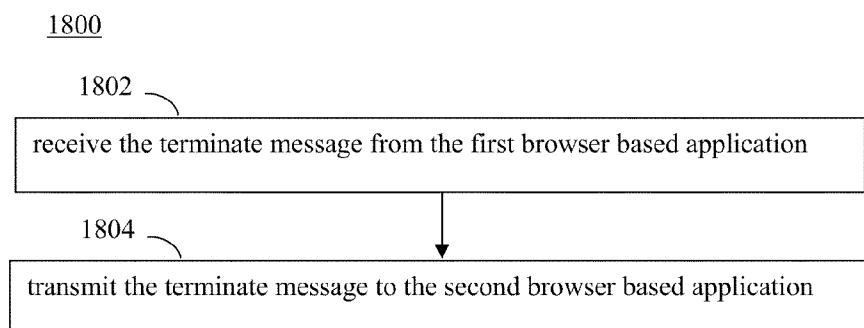 1800
1802
receive the terminate message from the first browser based application
1804
transmit the terminate message to the second browser based application